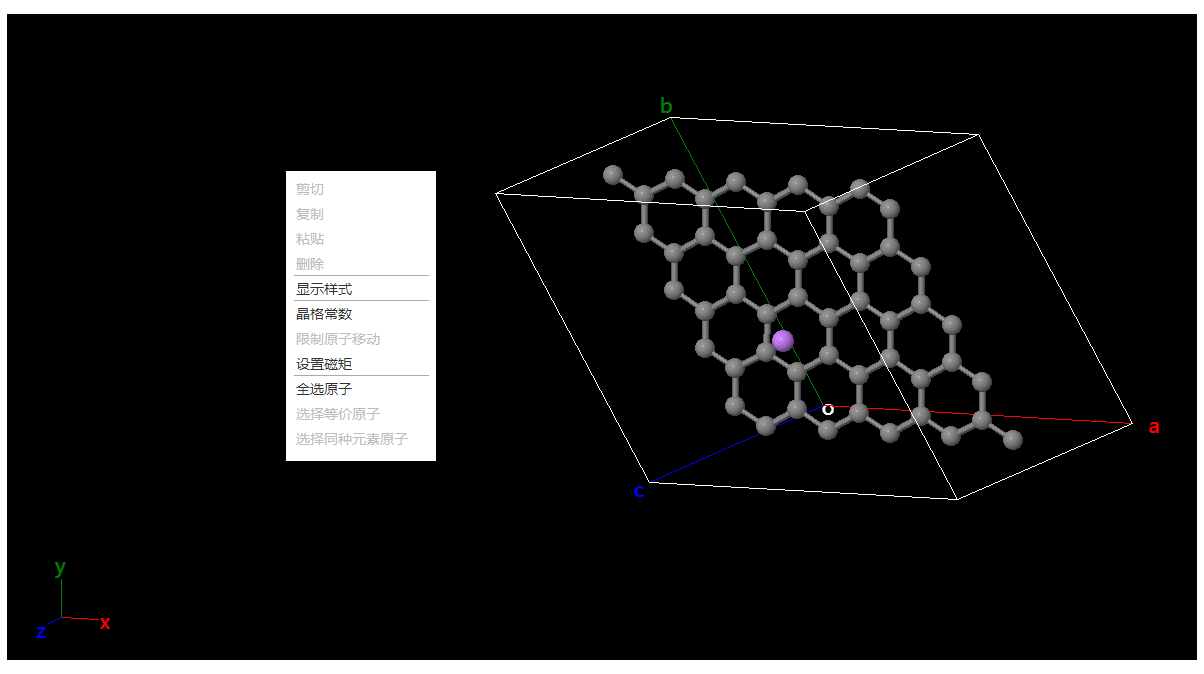 b
剪切
复制
粘贴
删除
显示样式
晶格常数
限制原子移动
设置磁矩
全选原子
选择等价原子
选择同种元素原子
o
a
c
y
x
z